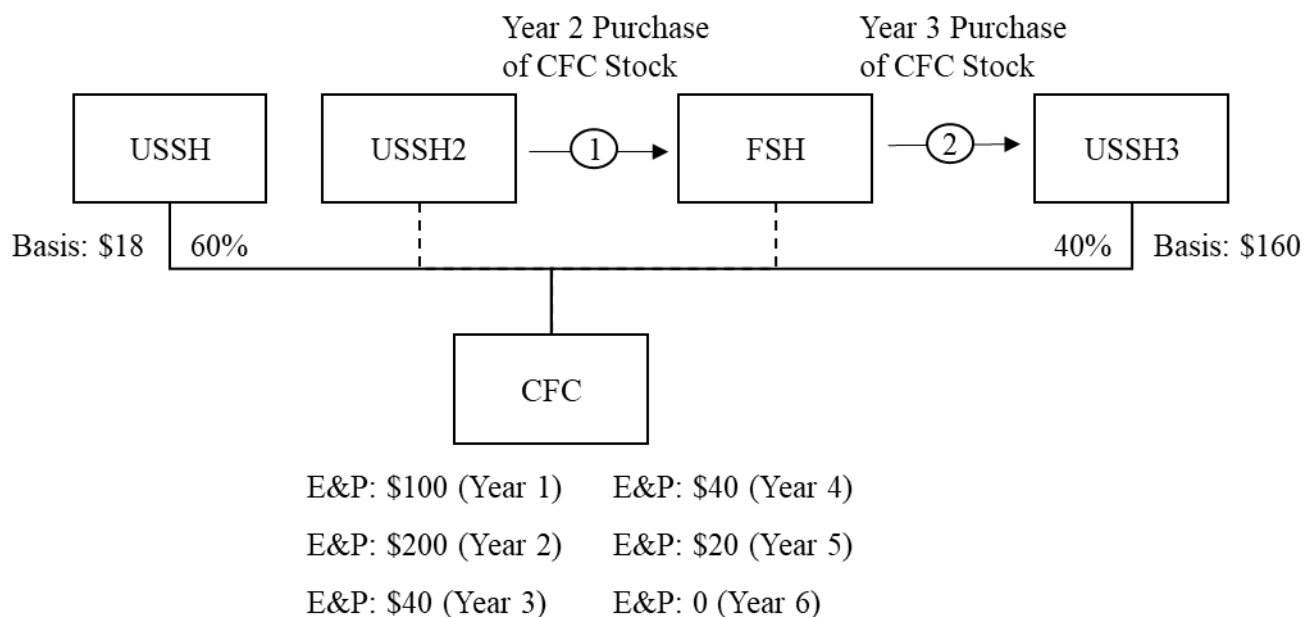 Year 2 Purchase
of CFC Stock
Year 3 Purchase
of CFC Stock
USSH
USSH2
1
FSH
2
USSH3
Basis: $18
60%
40%
Basis: $160
CFC
E&P: $100 (Year 1)
E&P: $40 (Year 4)
E&P: $200 (Year 2)
E&P: $20 (Year 5)
E&P: $40 (Year 3)
E&P: 0 (Year 6)